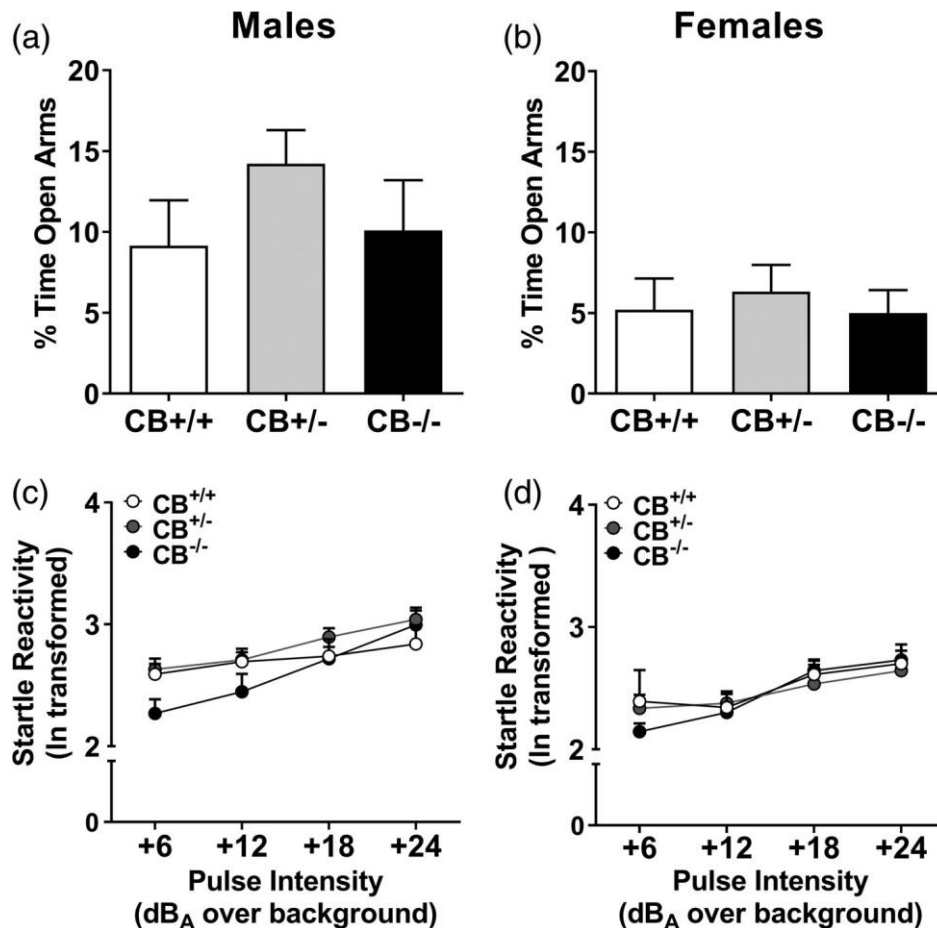 (a)
Males
(b)
Females
% Time Open Arms
20
15
10
5
0
CB+/+
CB+/-
CB-/-
% Time Open Arms
20
15
10
5
0
CB+/+
CB+/-
CB-/-
(c)
CB+/+
CB+/-
CB-/-
Startle Reactivity
(ln transformed)
4
3
2
0
+6
+12
+18
+24
Pulse Intensity
(dBA over background)
(d)
CB+/+
CB+/-
CB-/-
Startle Reactivity
(ln transformed )
4
3
2
0
+6
+12
+18
+24
Pulse Intensity
(dBA over background)